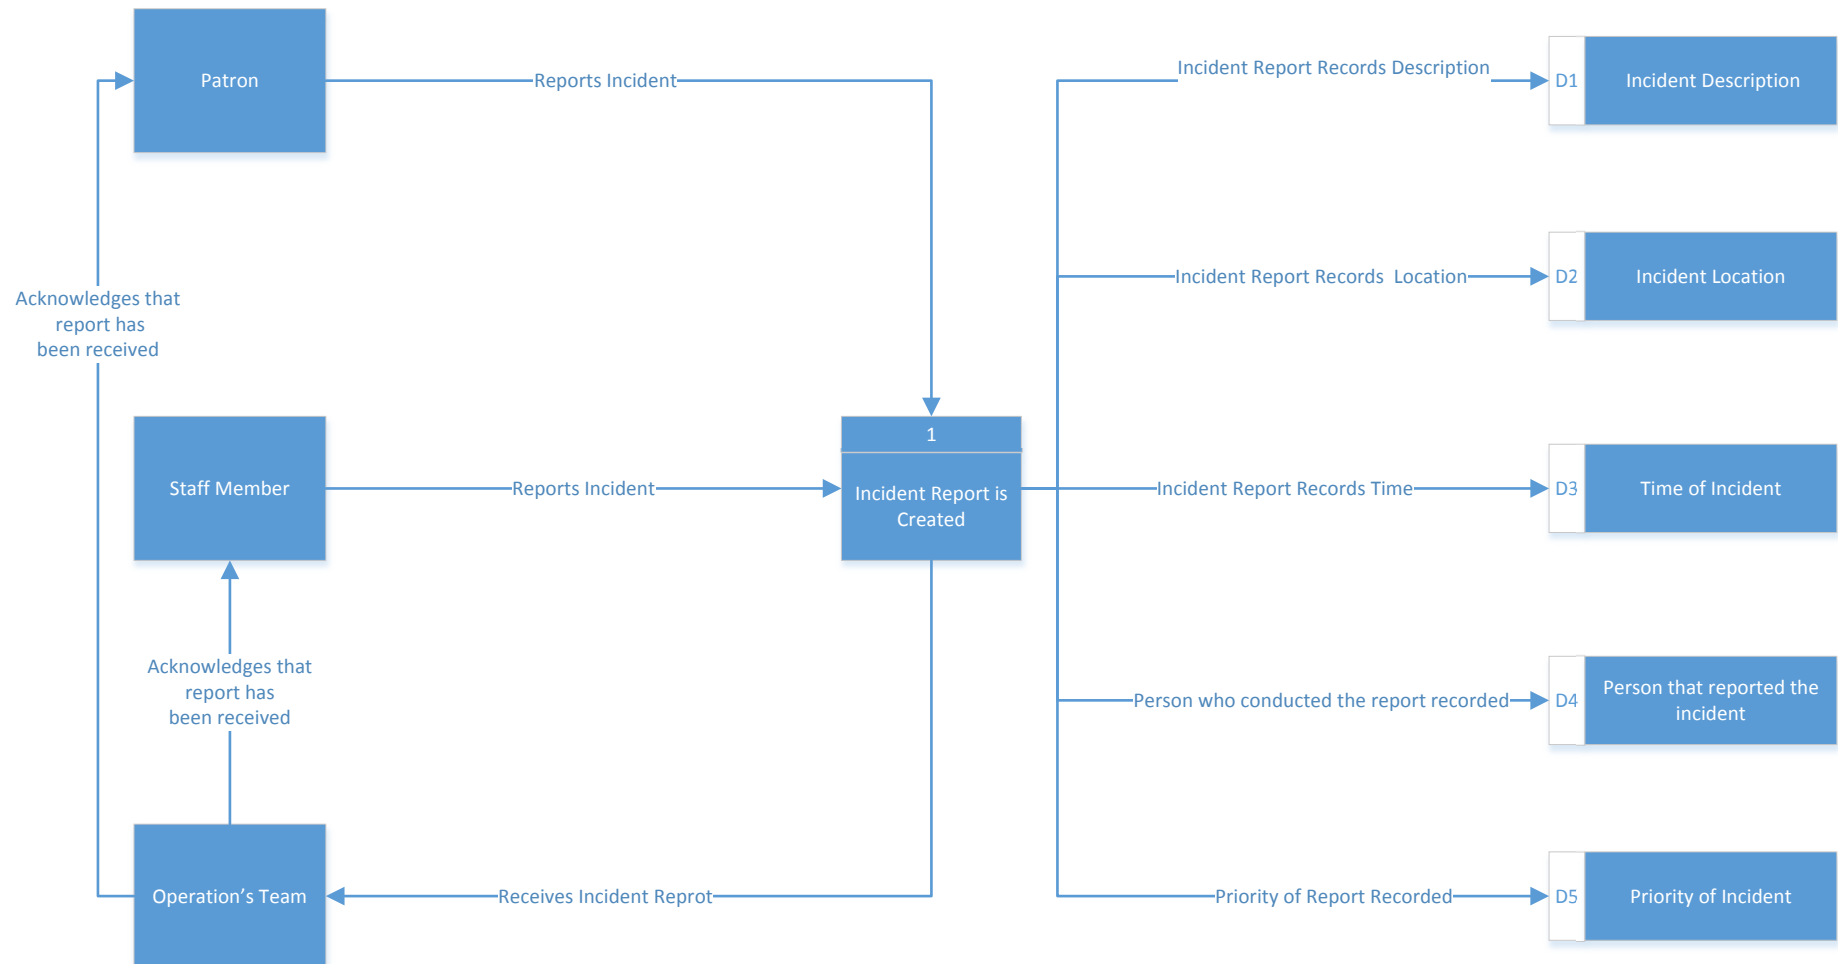 Patron
Reports Incident
Incident Report Records Description
D1
Incident Description
Incident Report Records  Location
D2
Incident Location
Acknowledges that
report has
been received
Staff Member
Reports Incident
1
Incident Report is
Created
Incident Report Records Time
D3
Time of Incident
Acknowledges that
report has
been received
Person who conducted the report recorded
D4
Person that reported the
incident
Operation’s Team
Receives Incident Reprot
Priority of Report Recorded
D5
Priority of Incident